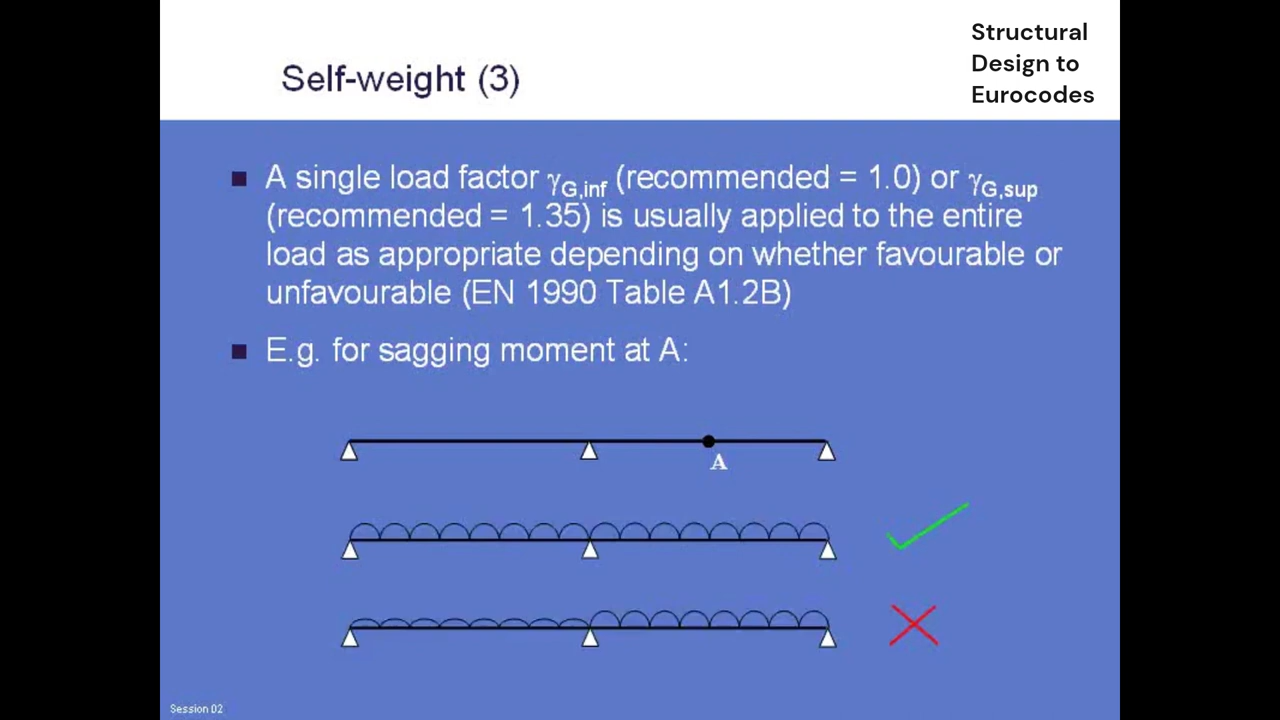 Structural
Design to
Eurocodes
Self-weight (3)
A single load factor γG,inf (recommended = 1.0) or γG,sup
(recommended = 1.35) is usually applied to the entire
load as appropriate depending on whether favourable or
unfavourable (EN 1990 Table A1.2B)
E.g. for sagging moment at A:
A
Session 02